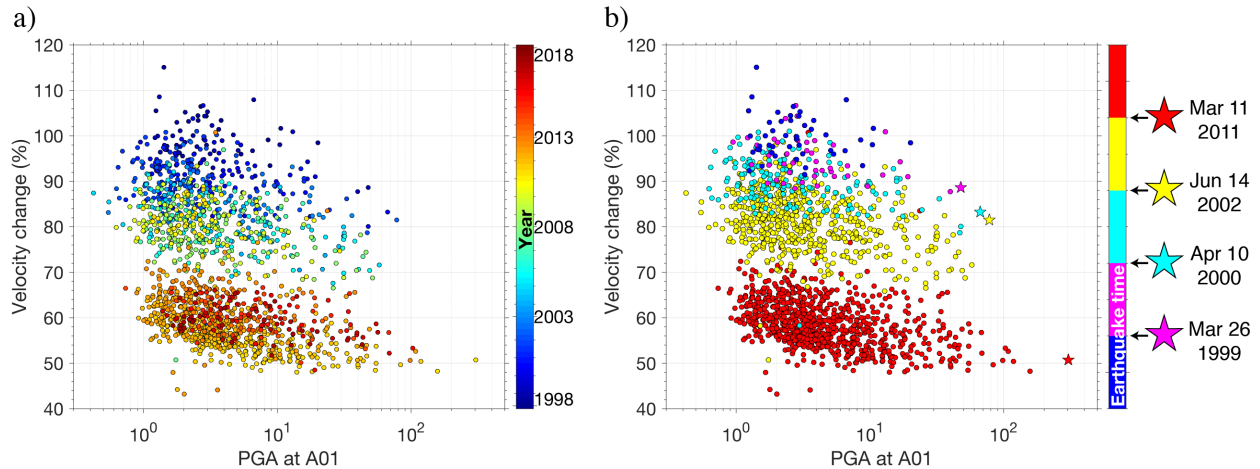 a)
120
110
100
90
80
70
60
50
40
Velocity change (%)
10^0
10^1
10^2
PGA at A01
2018
2013
2008
2003
1998
Year
b)
120
110
100
90
80
70
60
50
40
Velocity change (%)
10^0
10^1
10^2
PGA at A01
Earthquake time
Mar 11
2011
Jun 14
2002
Apr 10
2000
Mar 26
1999